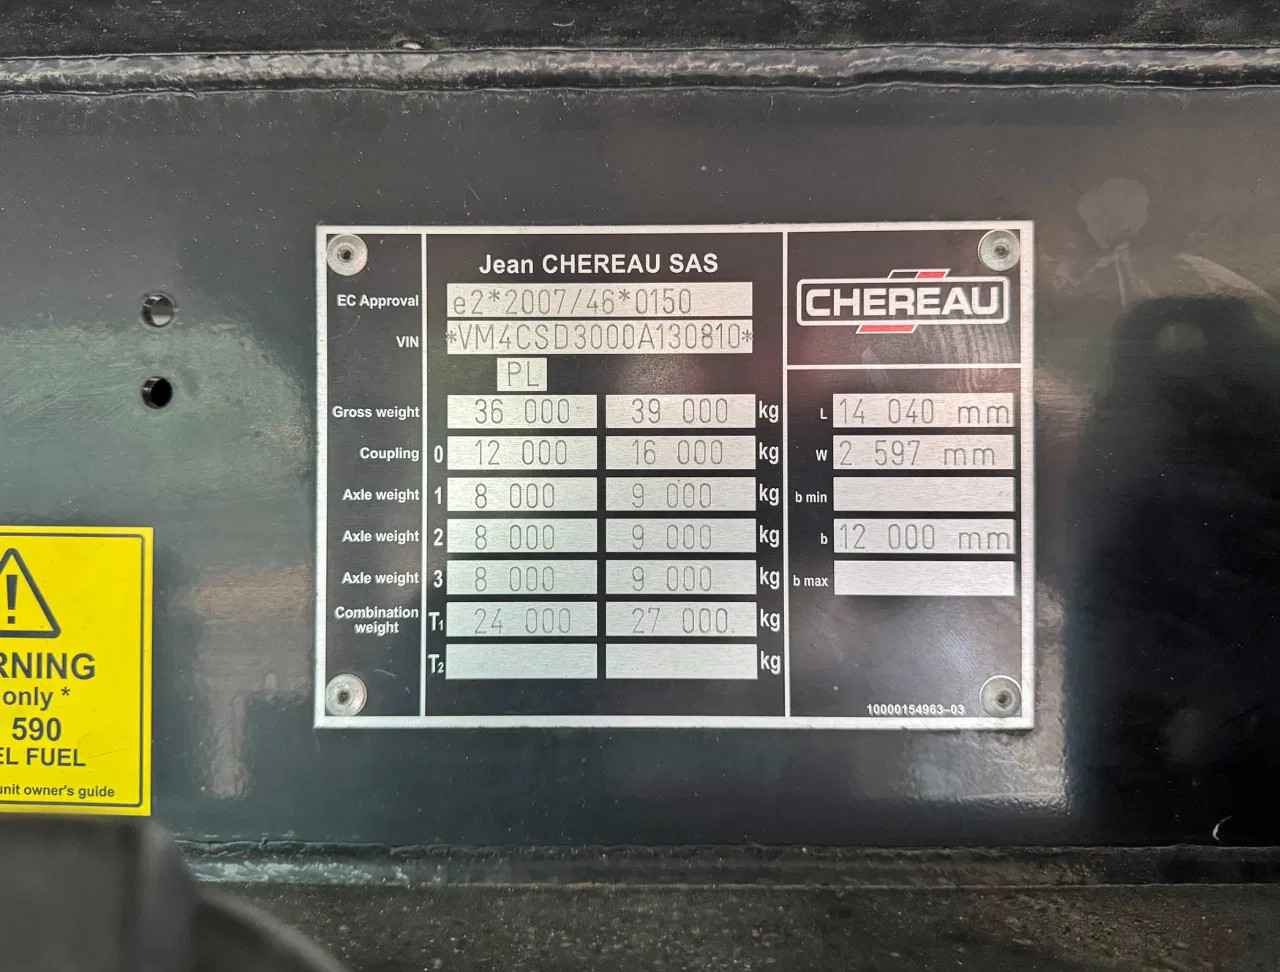 Jean CHEREAU SAS
EC Approval e2*2007/46*0150
VIN *VM4CSD3000A130810*
PL
Gross weight 36 000 39 000 kg
Coupling 0 12 000 16 000 kg
Axle weight 1 8 000 9 000 kg
Axle weight 2 8 000 9 000 kg
Axle weight 3 8 000 9 000 kg
Combination
weight T1 24 000 27 000 kg
T2 kg
CHEREAU
L 14 040 mm
W 2 597 mm
b min
b 12 000 mm
b max
10000154963-03
RNING
only *
590
EL FUEL
unit owner's guide